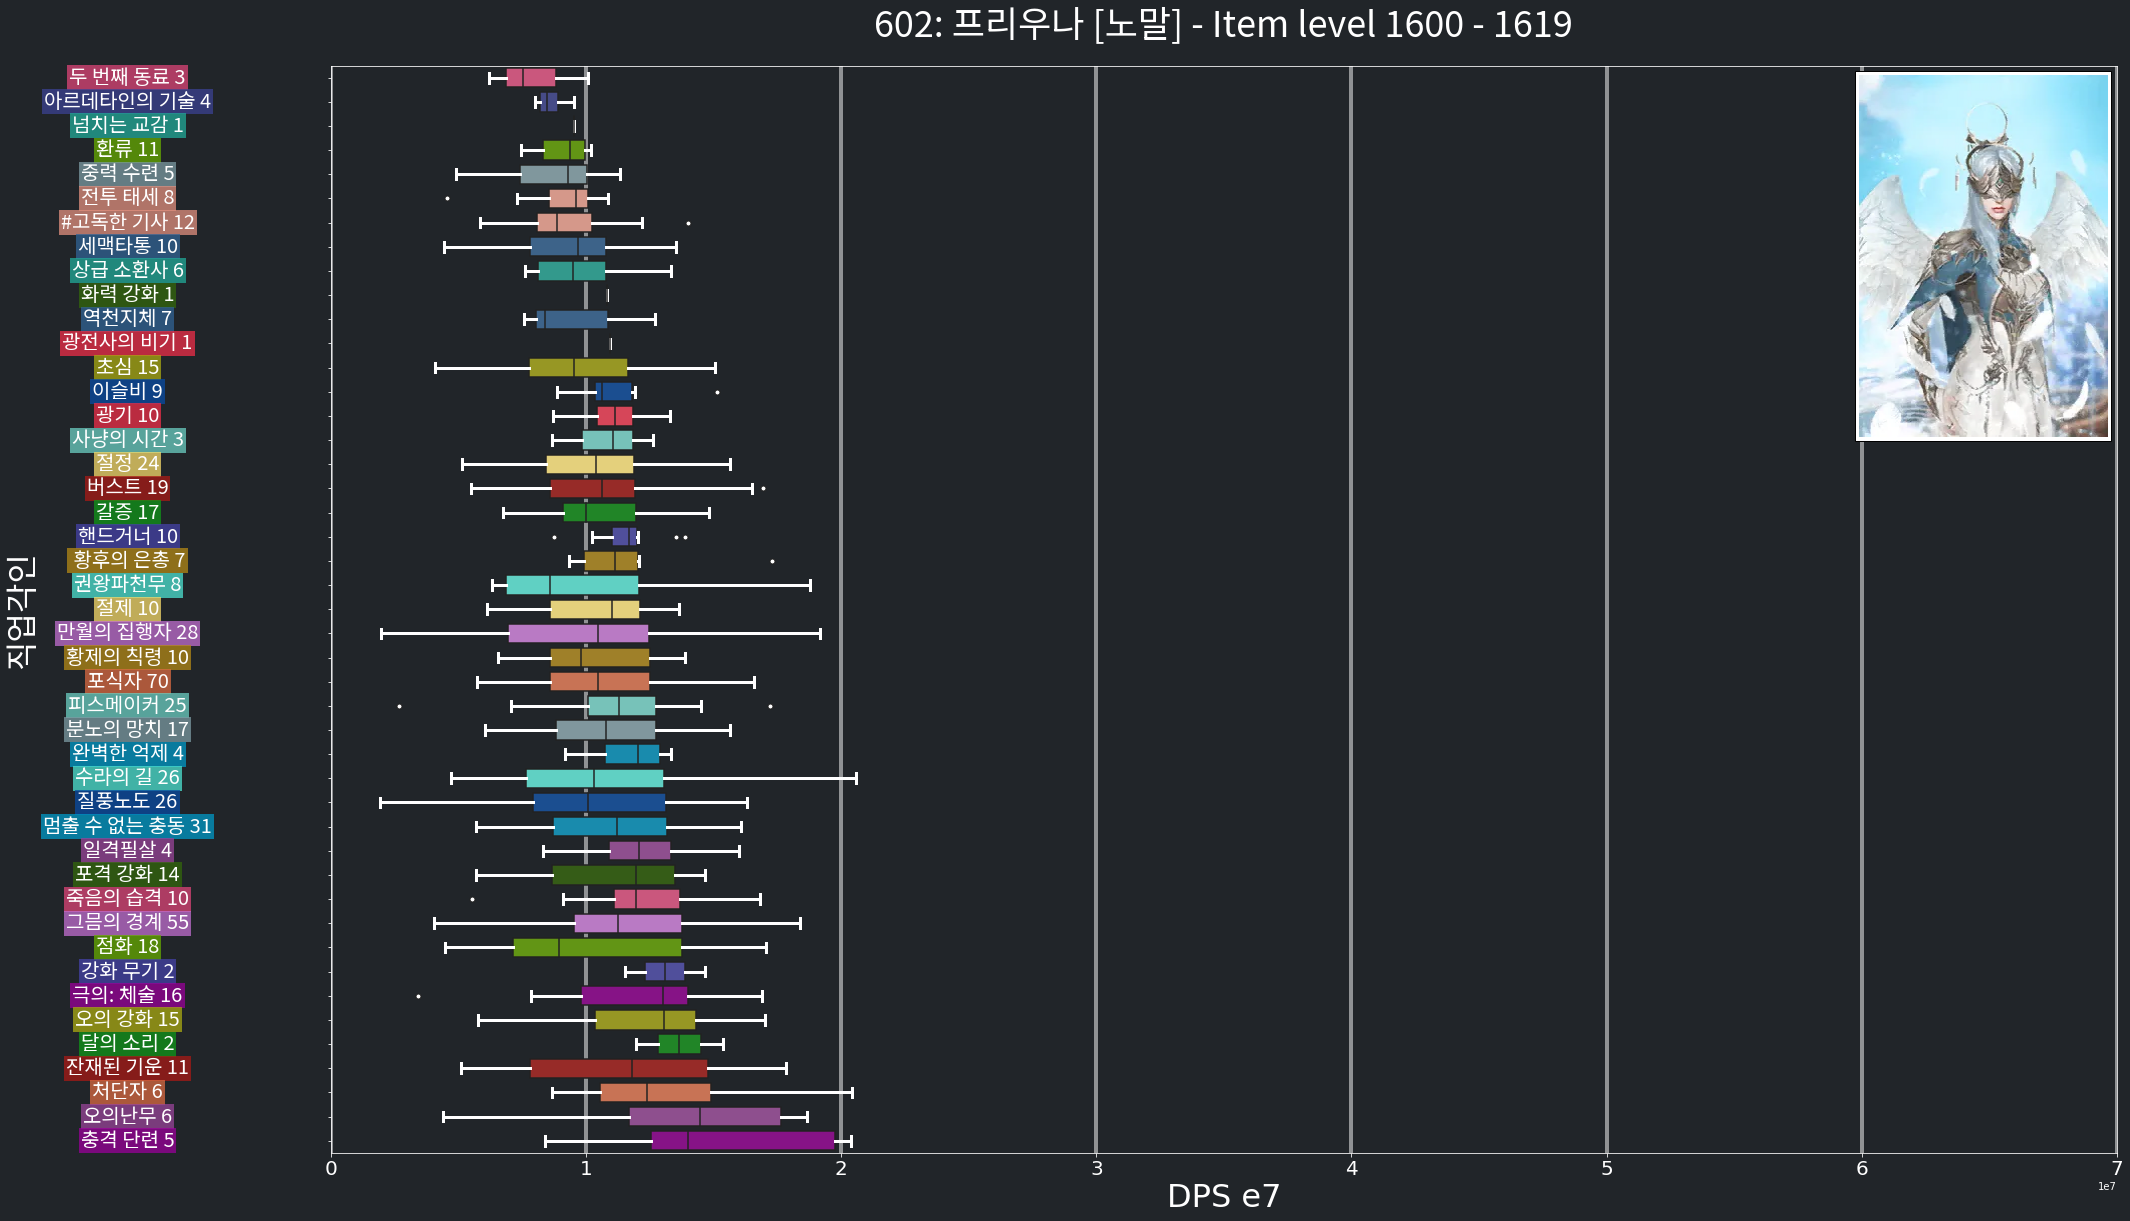 602: 프리우나 [노말] - Item level 1600 - 1619
두 번째 동료 3
아르데타인의 기술 4
넘치는 교감 1
환류 11
중력 수련 5
전투 태세 8
#고독한 기사 12
세맥타통 10
상급 소환사 6
화력 강화 1
역천지체 7
광전사의 비기 1
초심 15
이슬비 9
광기 10
사냥의 시간 3
절정 24
버스트 19
갈증 17
핸드거너 10
황후의 은총 7
권왕파천무 8
절제 10
만월의 집행자 28
황제의 칙령 10
포식자 70
피스메이커 25
분노의 망치 17
완벽한 억제 4
수라의 길 26
질풍노도 26
멈출 수 없는 충동 31
일격필살 4
포격 강화 14
죽음의 습격 10
그믐의 경계 55
점화 18
강화 무기 2
극의: 체술 16
오의 강화 15
달의 소리 2
잔재된 기운 11
처단자 6
오의난무 6
충격 단련 5
직업각인
0 1 2 3 4 5 6 7
DPS e7
1e7